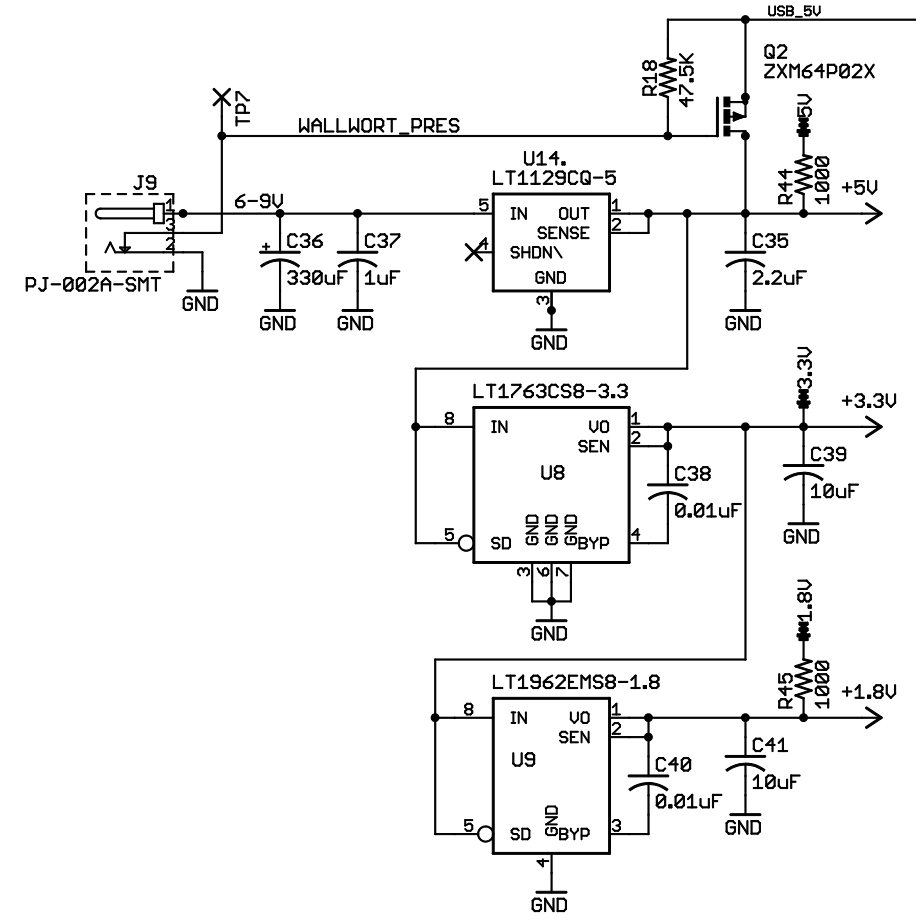 USB_5V
Q2
ZXM64P02X
R18
47.5K
TP7
WALLWORT_PRES
5V
U14.
LT1129CQ-5
R44
1000
+5V
J9
1
3
2
6-9V
5
IN
OUT
1
SENSE
2
4
SHDN\
GND
3
C36
+
330uF
C37
1uF
C35
2.2uF
PJ-002A-SMT
GND
GND
GND
GND
GND
LT1763CS8-3.3
3.3V
+3.3V
8
IN
VO
1
SEN
2
U8
C38
0.01uF
C39
10uF
5
SD
GND
GND
GND
BYP
4
3
6
7
GND
GND
LT1962EMS8-1.8
1.8V
R45
1000
+1.8V
8
IN
VO
1
SEN
2
U9
C40
0.01uF
C41
10uF
5
SD
GND
BYP
3
4
GND
GND